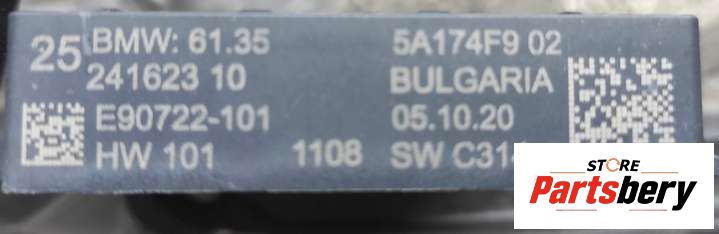 25 BMW: 61.35 5A174F9 02
241623 10 BULGARIA
E90722-101 05.10.20
HW 101 1108 SW
STORE
Partsbery